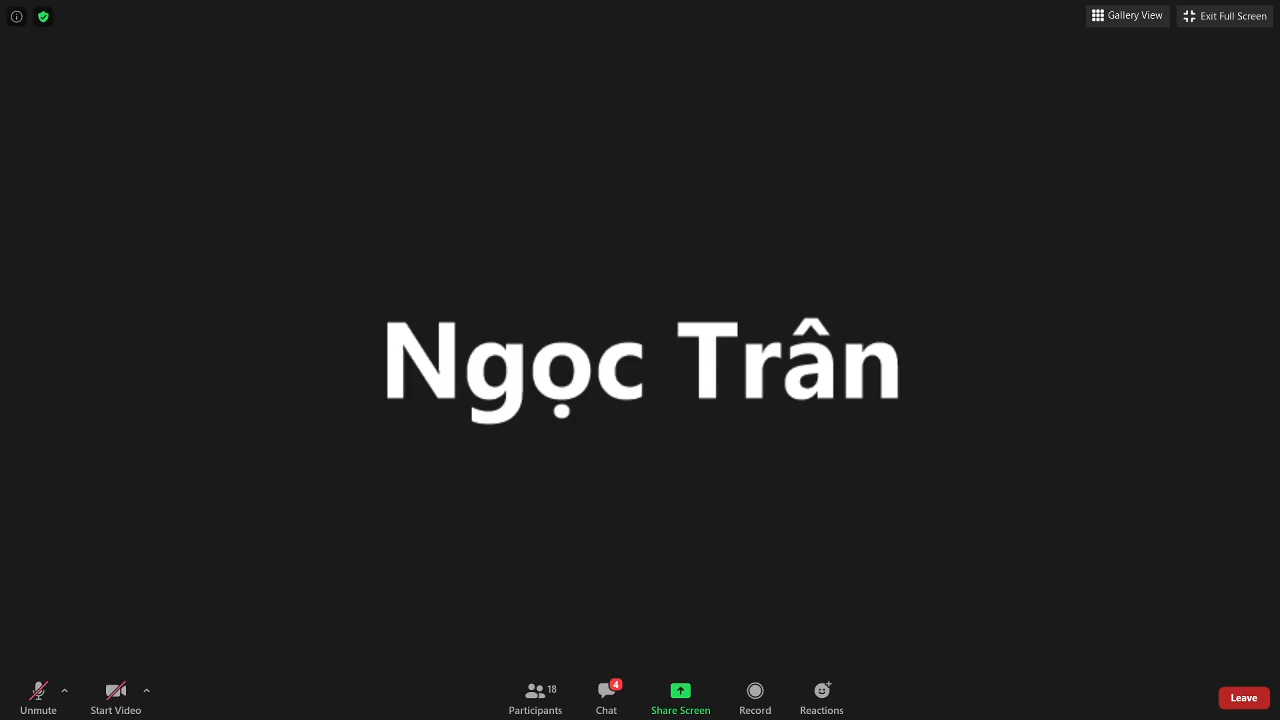 Gallery View
Exit Full Screen
Ngọc Trân
18
4
Unmute
Start Video
Participants
Chat
Share Screen
Record
Reactions
Leave